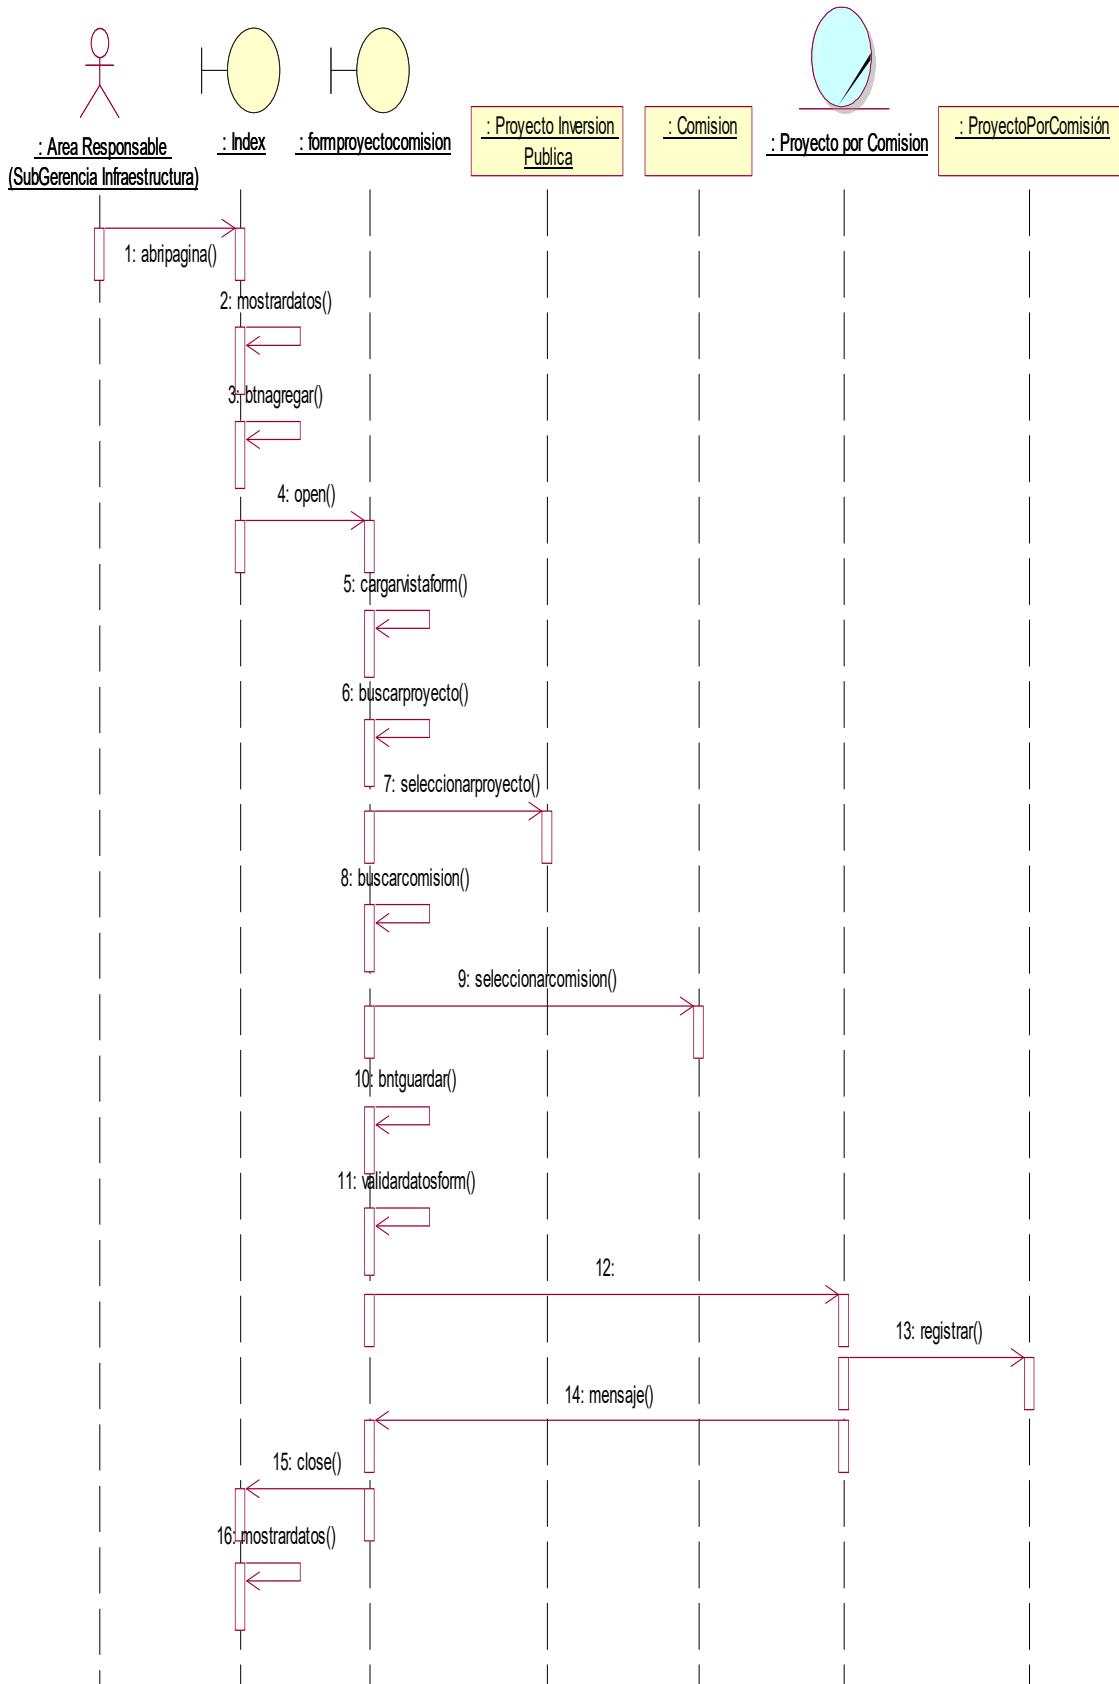 : Area Responsable
(SubGerencia Infraestructura)
: Index
: formproyectocomision
: Proyecto Inversion
Publica
: Comision
: Proyecto por Comision
: ProyectoPorComisión
1: abripagina()
2: mostrardatos()
3: btnagregar()
4: open()
5: cargarvistaform()
6: buscarproyecto()
7: seleccionarproyecto()
8: buscarcomision()
9: seleccionarcomision()
10: bntguardar()
11: validardatosform()
12:
13: registrar()
14: mensaje()
15: close()
16: mostrardatos()